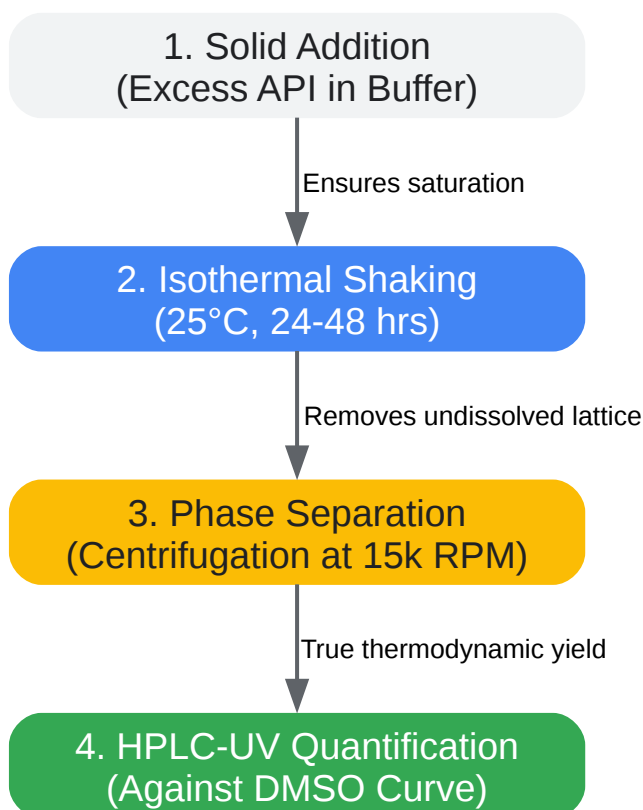 1. Solid Addition
(Excess API in Buffer)
Ensures saturation
2. Isothermal Shaking
(25°C, 24-48 hrs)
Removes undissolved lattice
3. Phase Separation
(Centrifugation at 15k RPM)
True thermodynamic yield
4. HPLC-UV Quantification
(Against DMSO Curve)